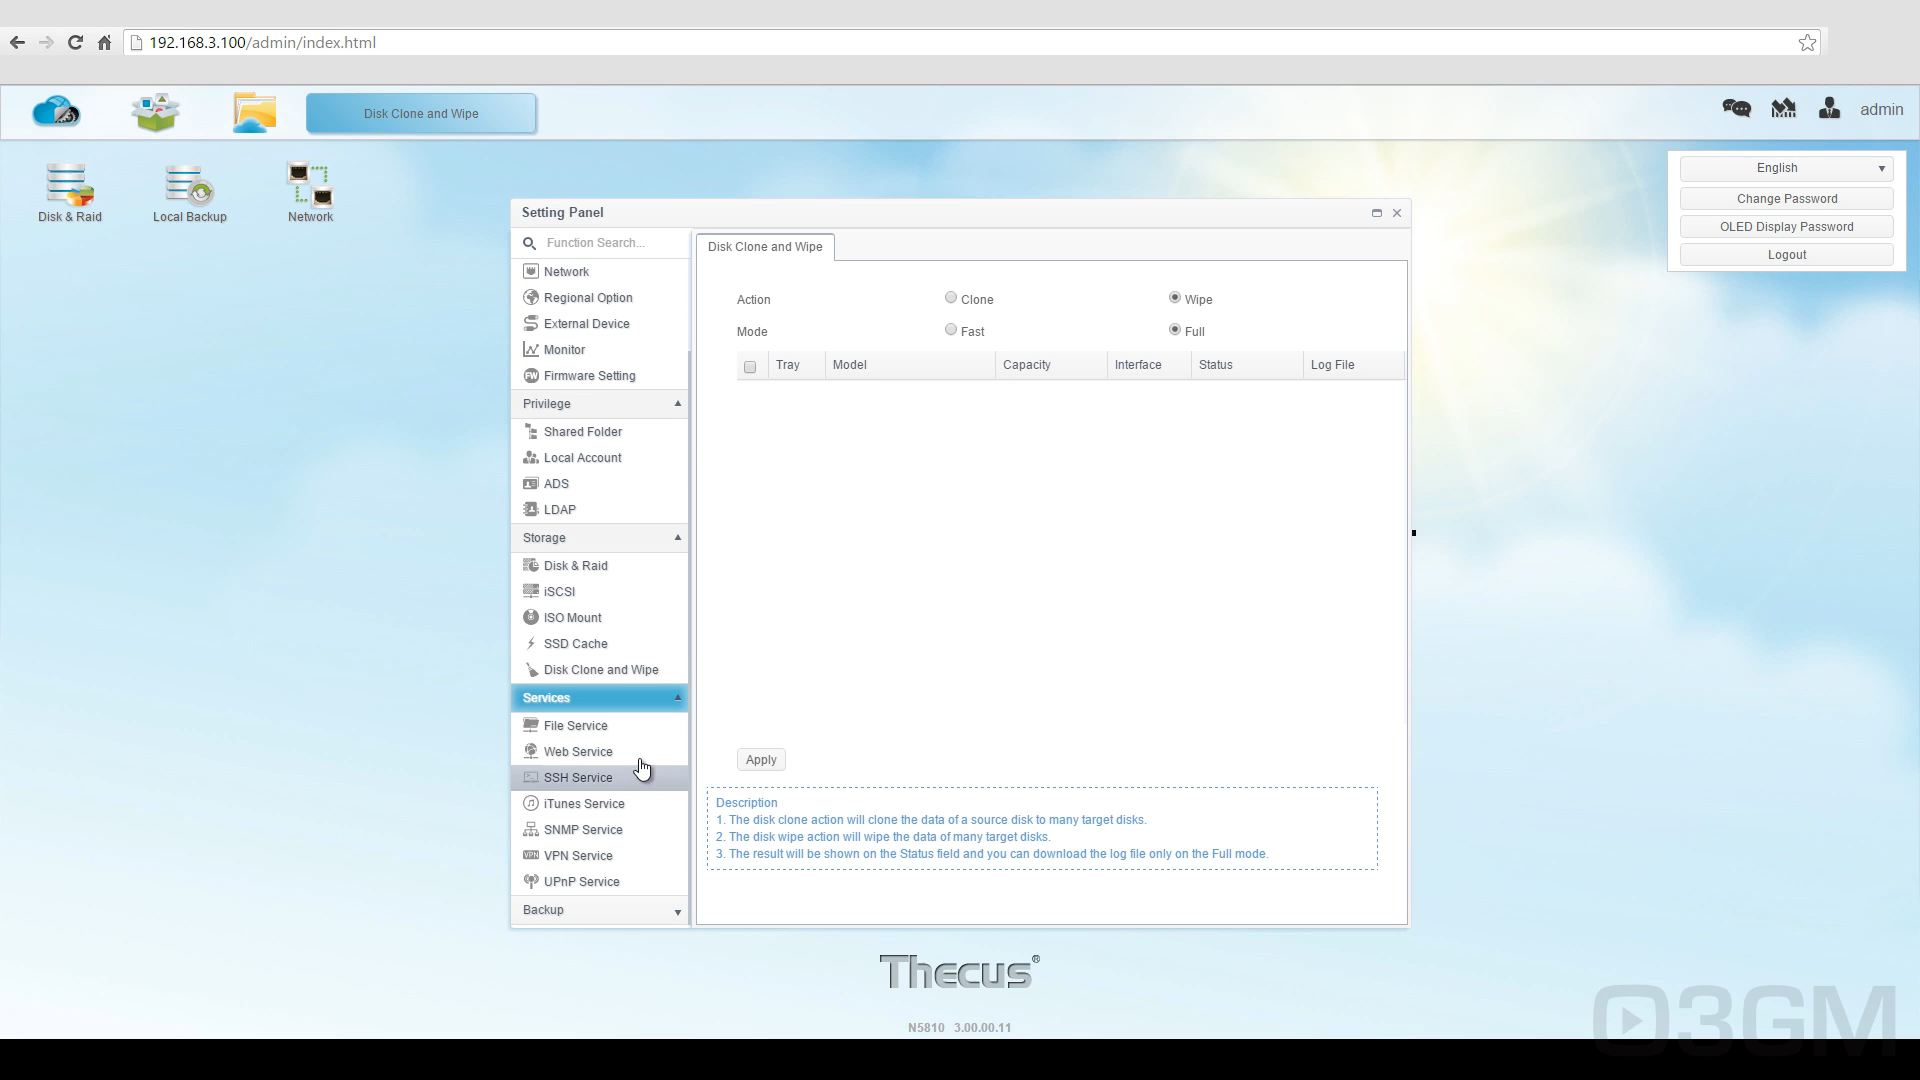 192.168.3.100/admin/index.html
Disk Clone and Wipe
admin
Disk & Raid
Local Backup
Network
English
Change Password
OLED Display Password
Logout
Setting Panel
Function Search...
Network
Regional Option
External Device
Monitor
FW Firmware Setting
Privilege
Shared Folder
Local Account
ADS
LDAP
Storage
Disk & Raid
iSCSI
ISO Mount
SSD Cache
Disk Clone and Wipe
Services
File Service
Web Service
SSH Service
iTunes Service
SNMP Service
VPN VPN Service
UPnP Service
Backup
Disk Clone and Wipe
Action Clone Wipe
Mode Fast Full
Tray Model Capacity Interface Status Log File
Apply
Description
1. The disk clone action will clone the data of a source disk to many target disks.
2. The disk wipe action will wipe the data of many target disks.
3. The result will be shown on the Status field and you can download the log file only on the Full mode.
Thecus®
N5810 3.00.00.11
3GM